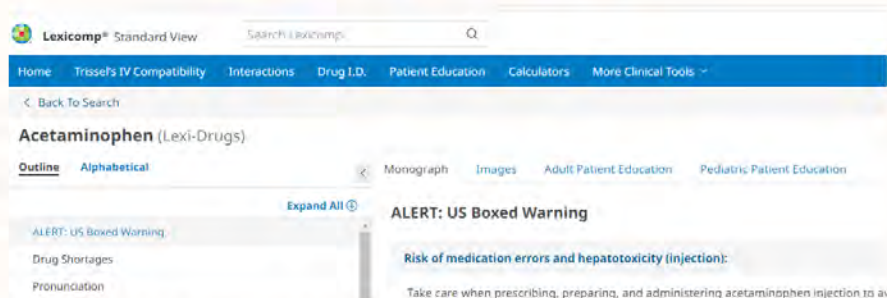 Lexicomp® Standard View
Search Lexicomp
Home Trissel's IV Compatibility Interactions Drug I.D. Patient Education Calculators More Clinical Tools
Back To Search
Acetaminophen (Lexi-Drugs)
Outline Alphabetical
Monograph Images Adult Patient Education Pediatric Patient Education
Expand All
ALERT: US Boxed Warning
ALERT: US Boxed Warning
Drug Shortages
Risk of medication errors and hepatotoxicity (injection):
Pronunciation
Take care when prescribing, preparing, and administering acetaminophen injection to av